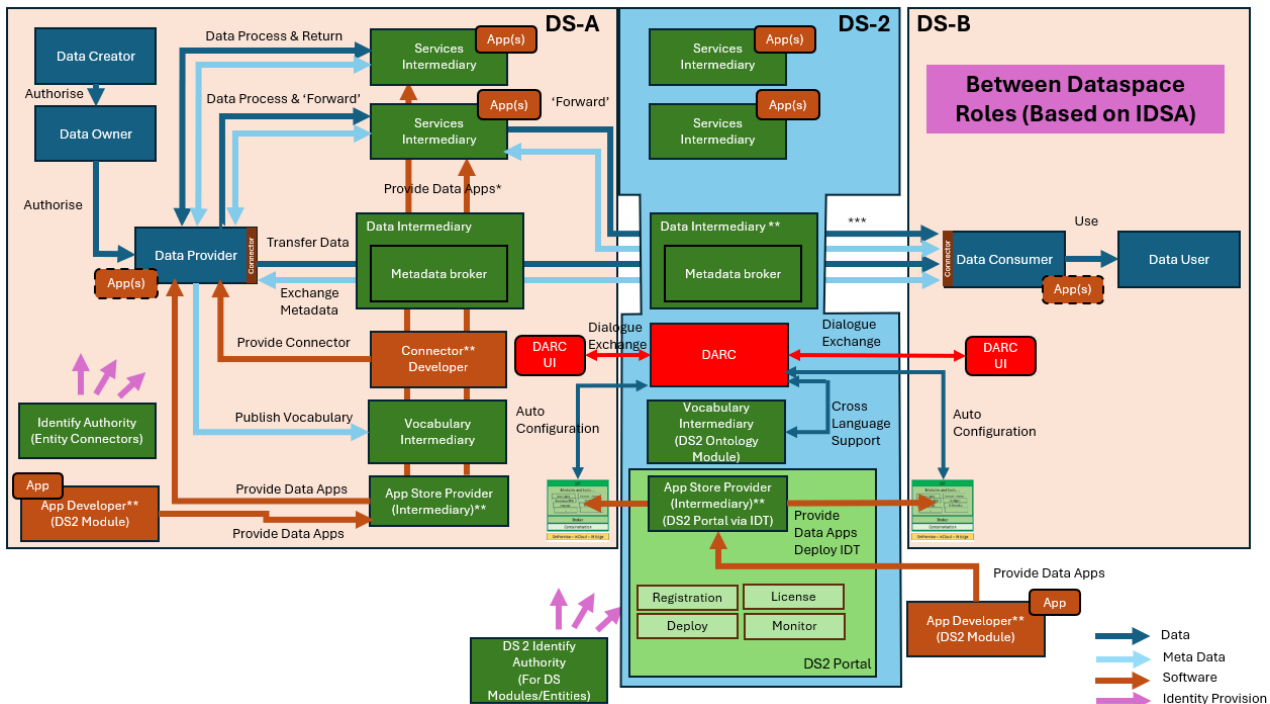 DS-A
DS-2
DS-B
Data Creator
Authorise
Data Owner
Authorise
Data Process & Return
Data Process & ‘Forward’
Services
Intermediary
App(s)
Services
Intermediary
App(s)
‘Forward’
Services
Intermediary
App(s)
Services
Intermediary
App(s)
Between Dataspace
Roles (Based on IDSA)
Provide Data Apps*
Data Provider
Connector
App(s)
Transfer Data
Exchange
Metadata
Data Intermediary
Metadata broker
Data Intermediary **
Metadata broker
***
Connector
Data Consumer
App(s)
Use
Data User
Provide Connector
Connector**
Developer
Dialogue
Exchange
DARC
UI
DARC
Dialogue
Exchange
DARC
UI
Identify Authority
(Entity Connectors)
Publish Vocabulary
Vocabulary
Intermediary
Auto
Configuration
Vocabulary
Intermediary
(DS2 Ontology
Module)
Cross
Language
Support
Auto
Configuration
App
App Developer**
(DS2 Module)
Provide Data Apps
Provide Data Apps
App Store Provider
(Intermediary)**
App Store Provider
(Intermediary)**
(DS2 Portal via IDT)
Provide
Data Apps
Deploy IDT
Broker
Containerisation
Broker
Containerisation
Provide Data Apps
Registration
License
Deploy
Monitor
DS2 Portal
App
App Developer**
(DS2 Module)
DS 2 Identify
Authority
(For DS
Modules/Entities)
Data
Meta Data
Software
Identity Provision